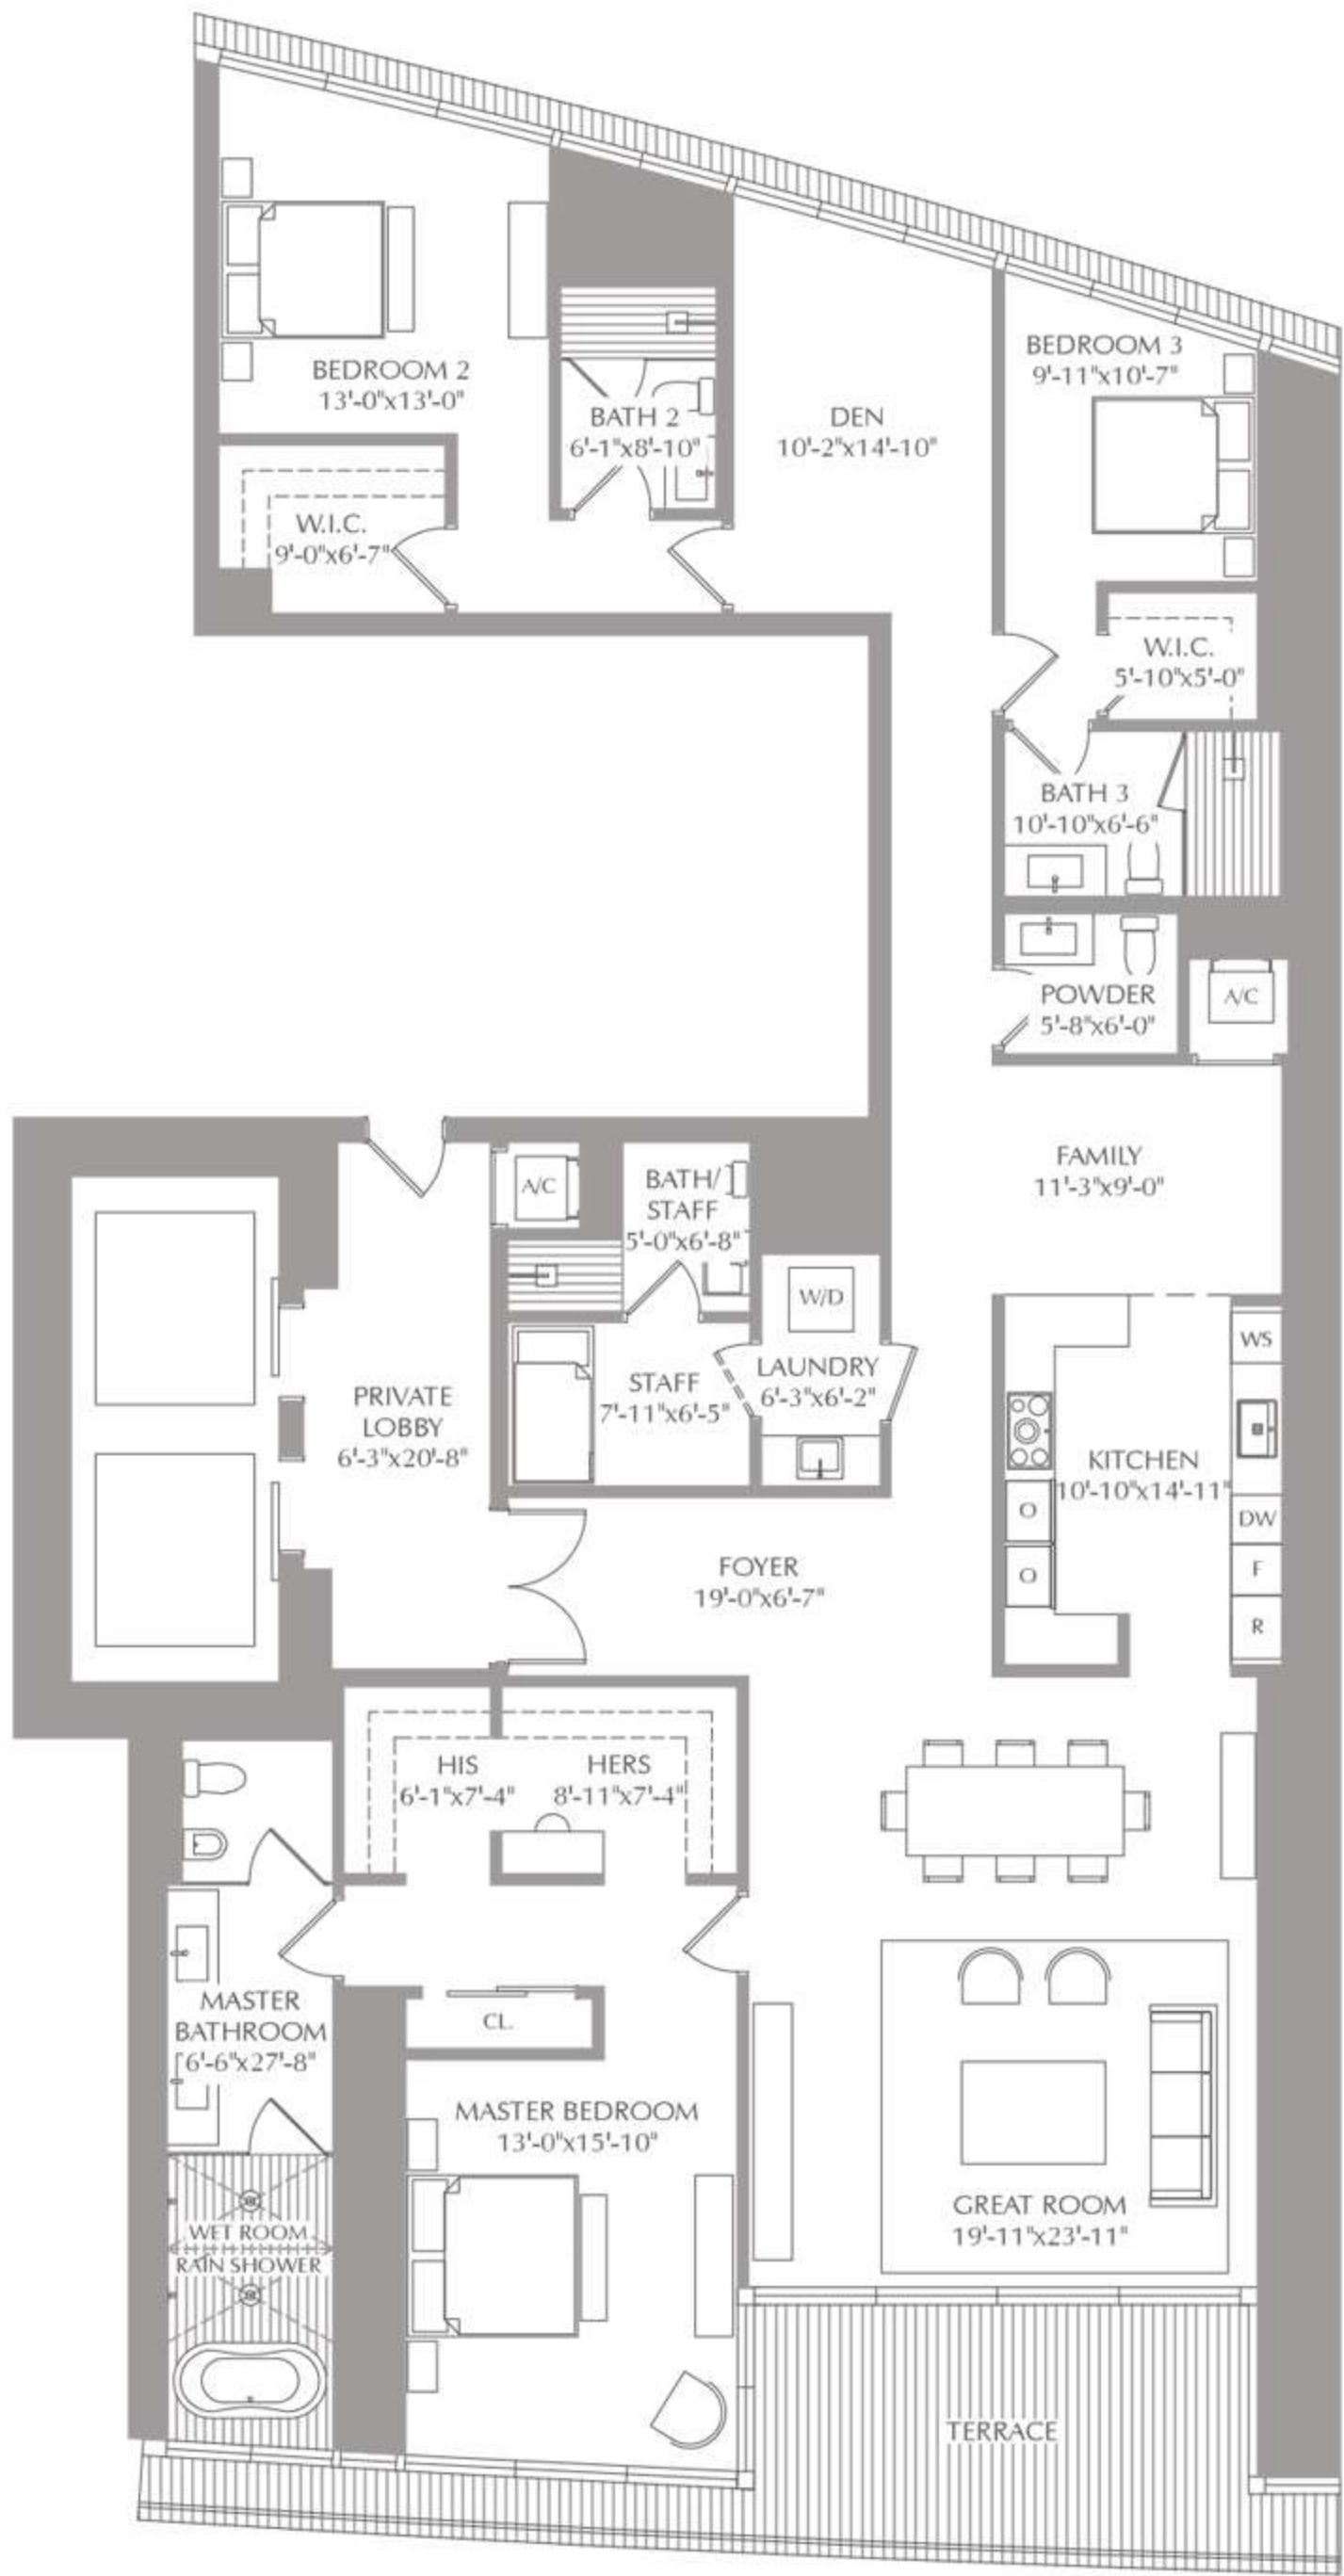 BEDROOM 2
13'-0"x13'-0"
BATH 2
6'-1"x8'-10"
DEN
10'-2"x14'-10"
BEDROOM 3
9'-11"x10'-7"
W.I.C.
9'-0"x6'-7"
W.I.C.
5'-10"x5'-0"
BATH 3
10'-10"x6'-6"
POWDER
5'-8"x6'-0"
A/C
FAMILY
11'-3"x9'-0"
A/C
BATH/
STAFF
5'-0"x6'-8"
W/D
LAUNDRY
6'-3"x6'-2"
STAFF
7'-11"x6'-5"
PRIVATE
LOBBY
6'-3"x20'-8"
WS
KITCHEN
10'-10"x14'-11"
O
O
DW
F
R
FOYER
19'-0"x6'-7"
HIS
6'-1"x7'-4"
HERS
8'-11"x7'-4"
MASTER
BATHROOM
6'-6"x27'-8"
CL.
MASTER BEDROOM
13'-0"x15'-10"
WET ROOM
RAIN SHOWER
GREAT ROOM
19'-11"x23'-11"
TERRACE